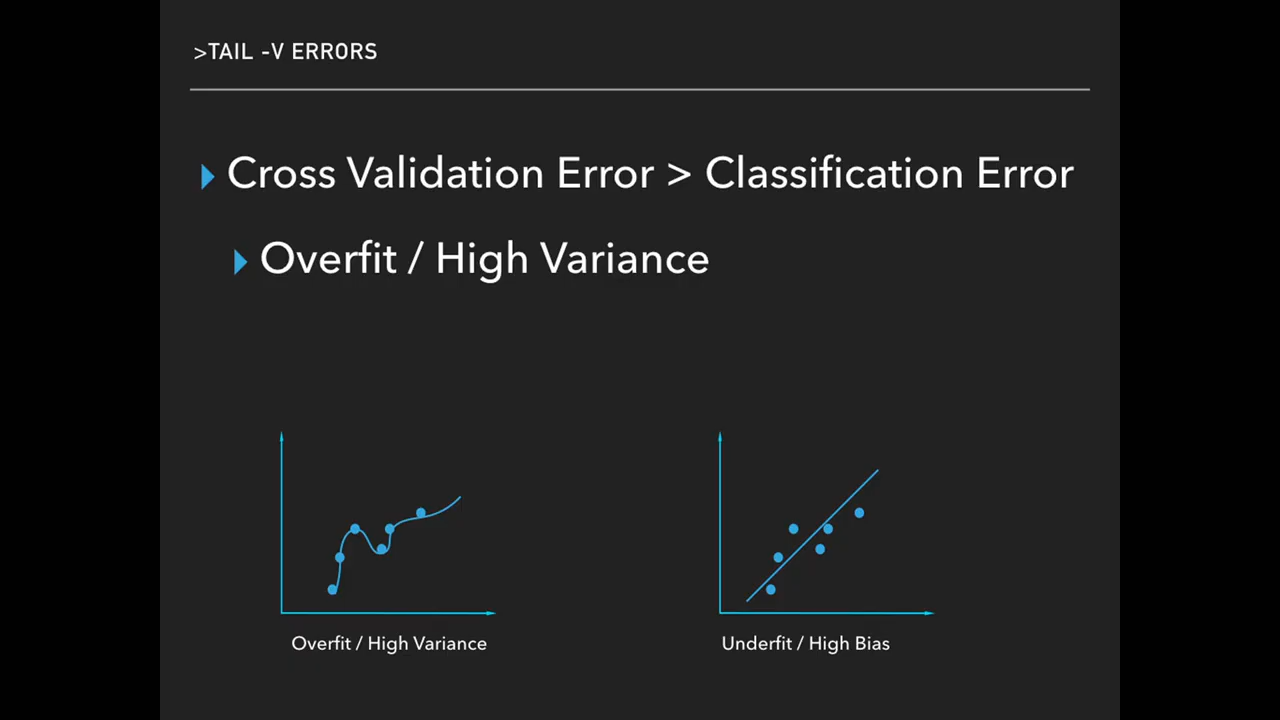 >TAIL -V ERRORS
Cross Validation Error > Classification Error
Overfit / High Variance
Overfit / High Variance
Underfit / High Bias